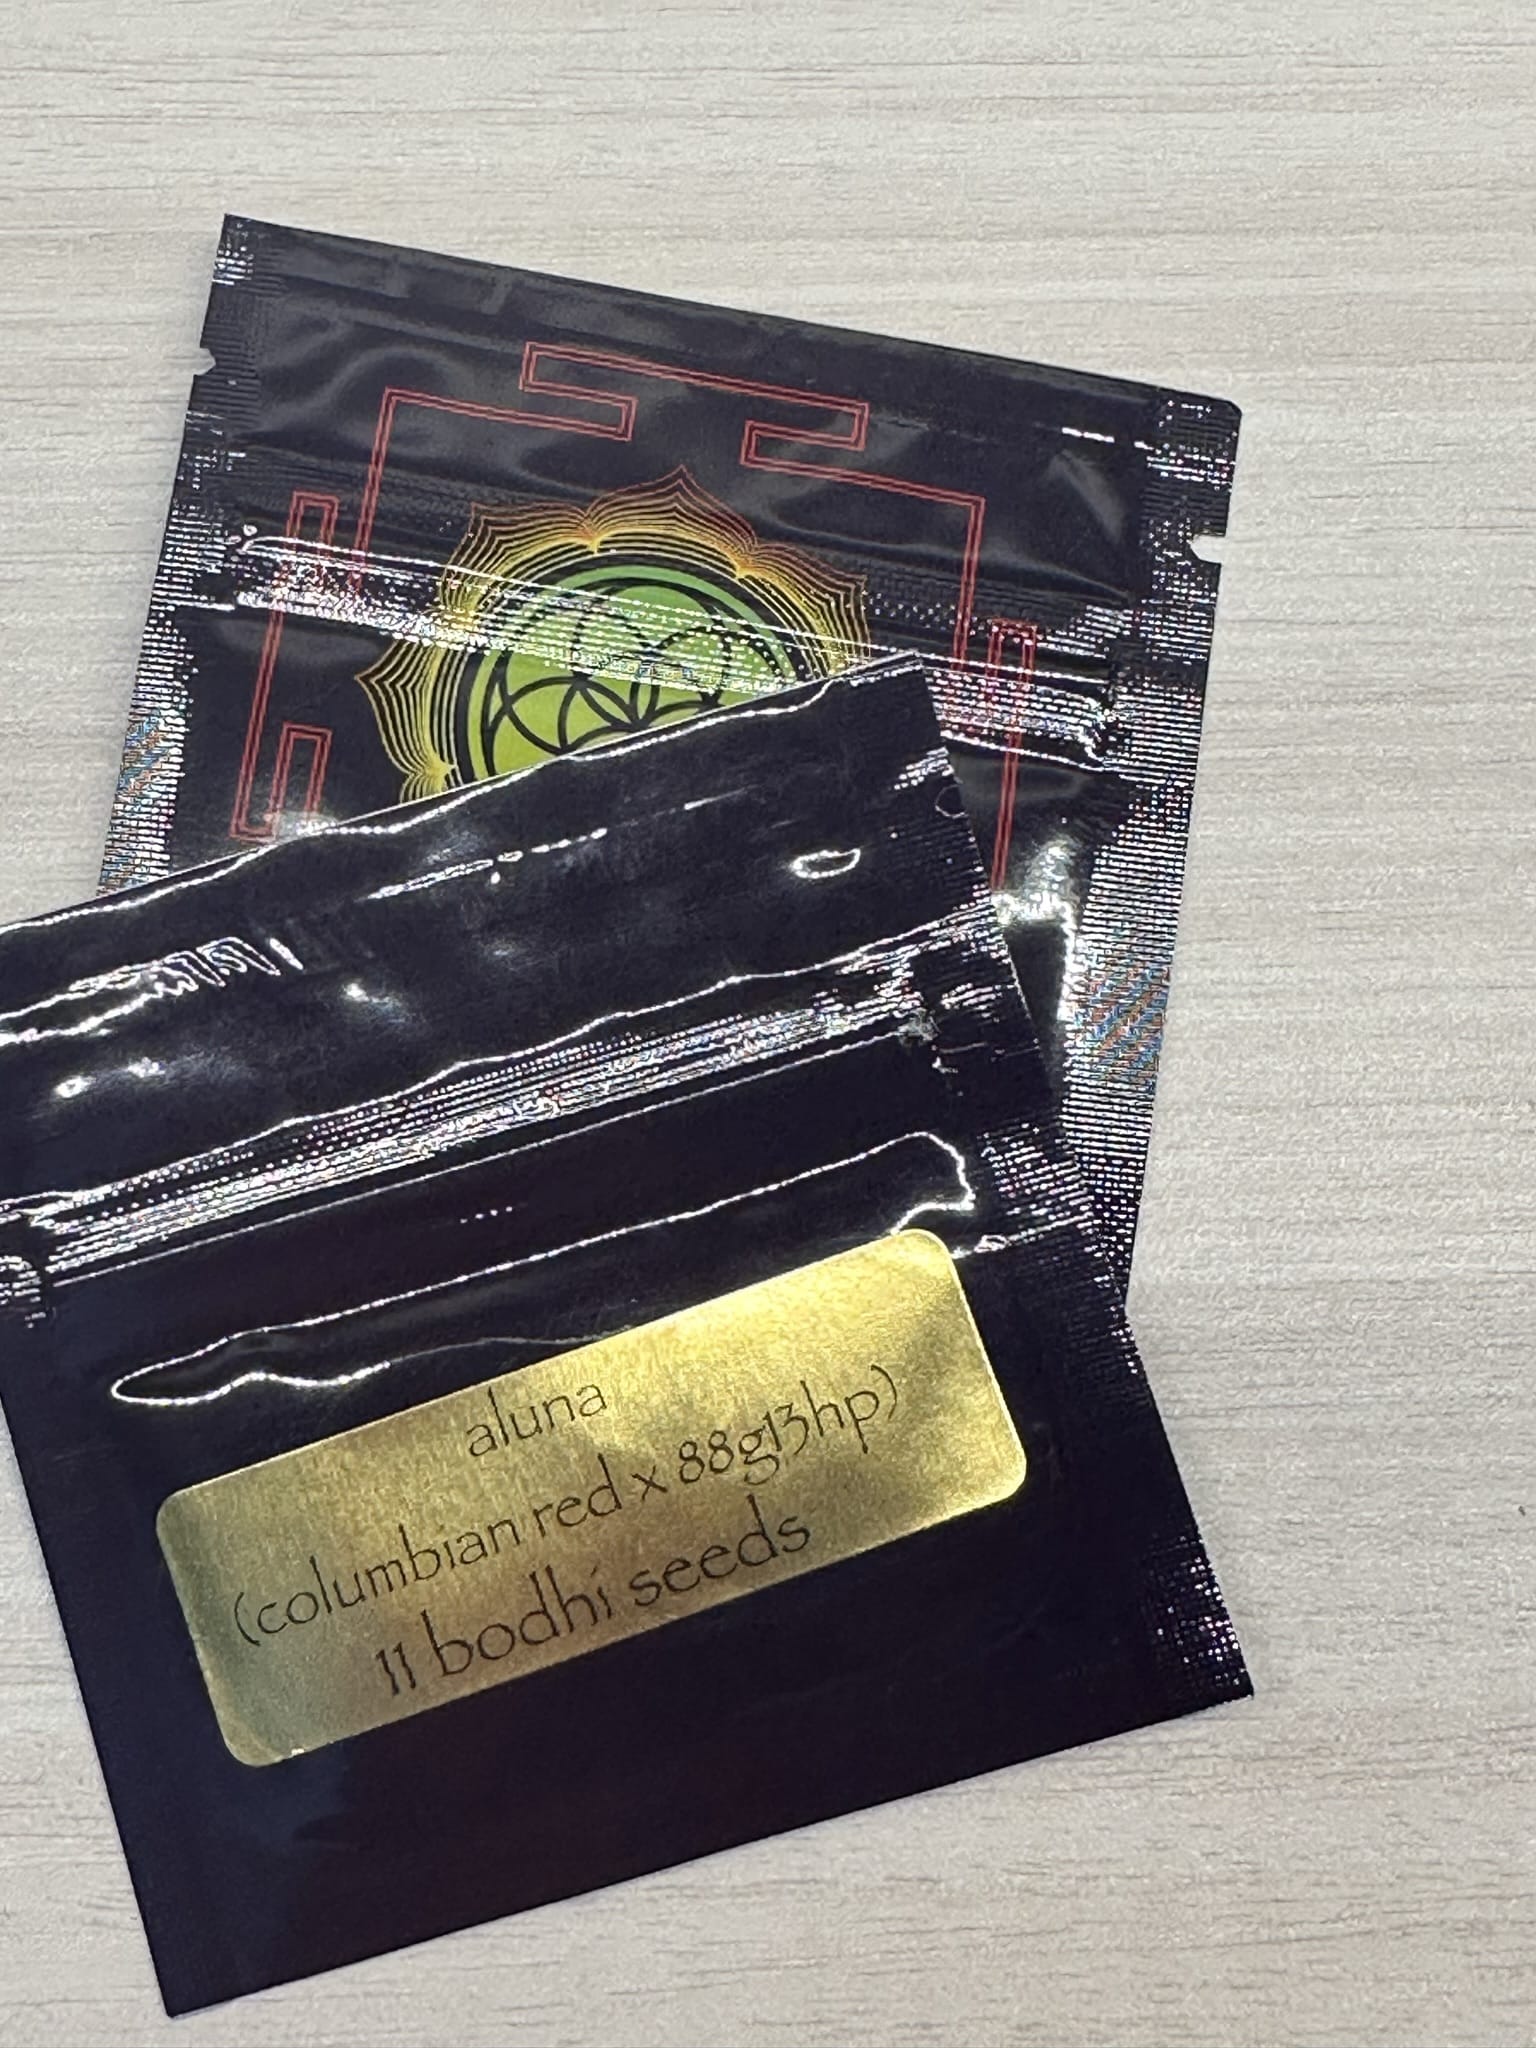 aluna
(columbian red x 88g13hp)
11 bodhi seeds